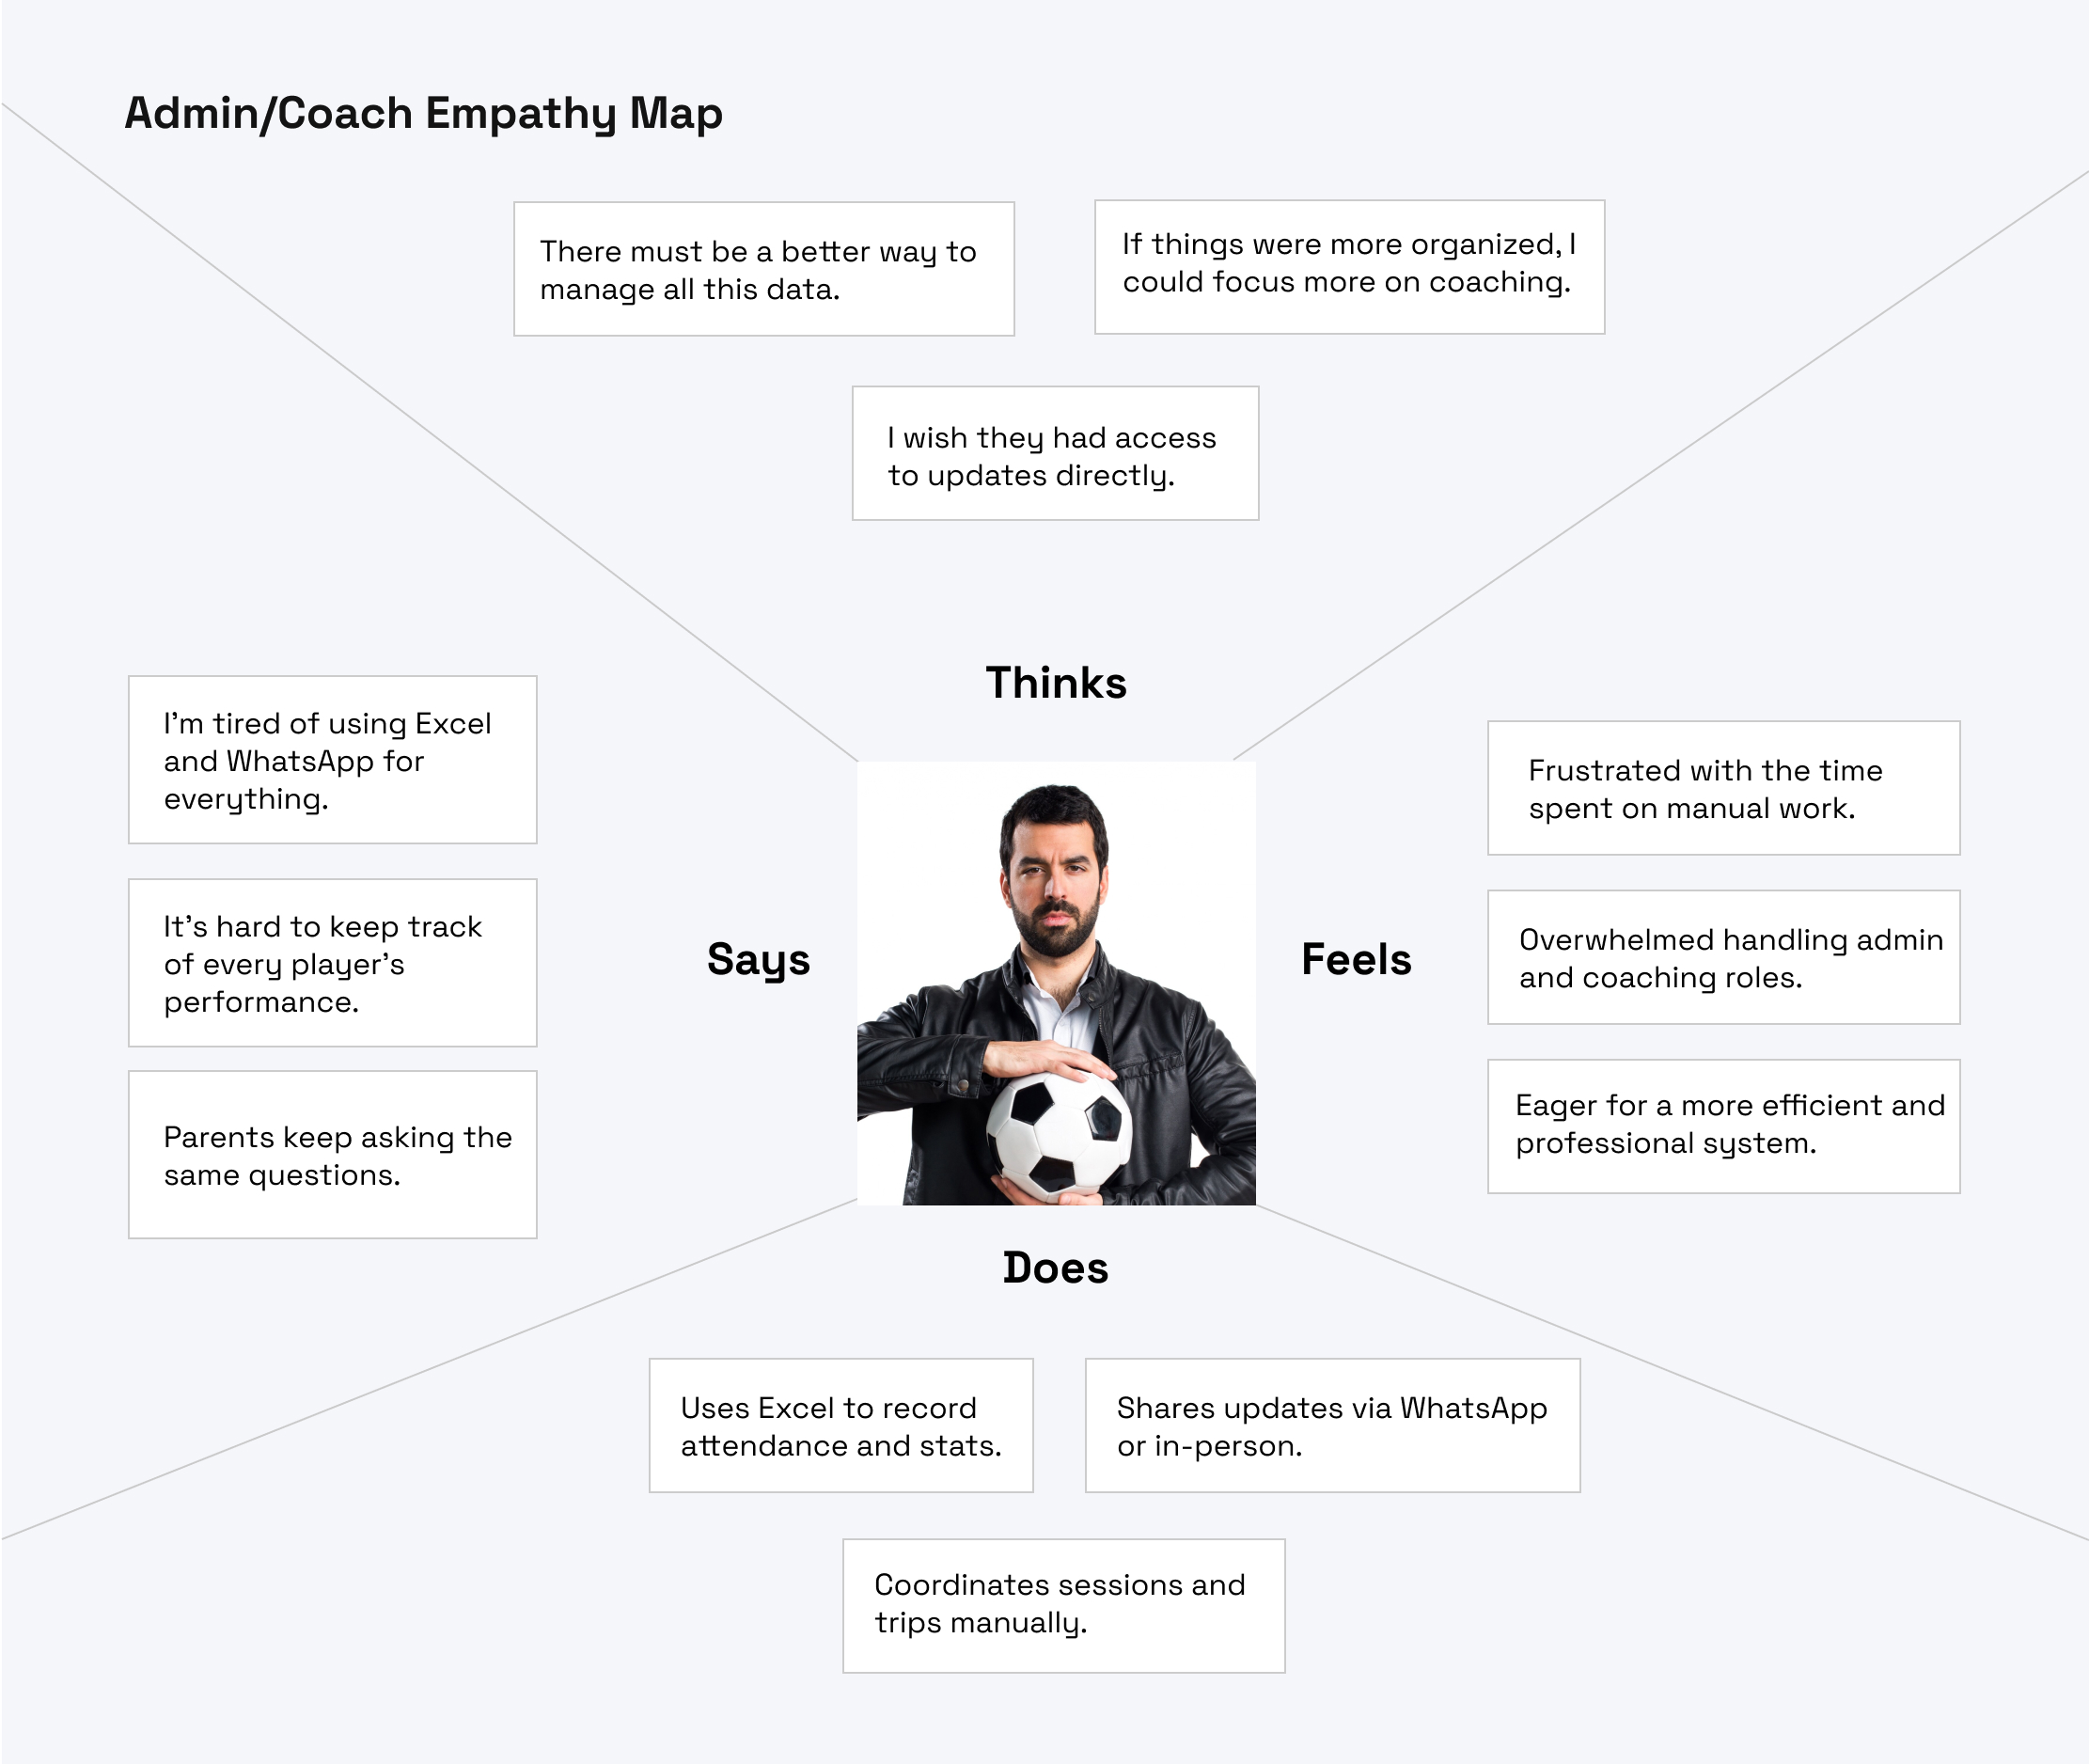 Admin/Coach Empathy Map
There must be a better way to
manage all this data.
If things were more organized, I
could focus more on coaching.
I wish they had access
to updates directly.
Thinks
I’m tired of using Excel
and WhatsApp for
everything.
It’s hard to keep track
of every player’s
performance.
Parents keep asking the
same questions.
Says
Feels
Frustrated with the time
spent on manual work.
Overwhelmed handling admin
and coaching roles.
Eager for a more efficient and
professional system.
Does
Uses Excel to record
attendance and stats.
Shares updates via WhatsApp
or in-person.
Coordinates sessions and
trips manually.